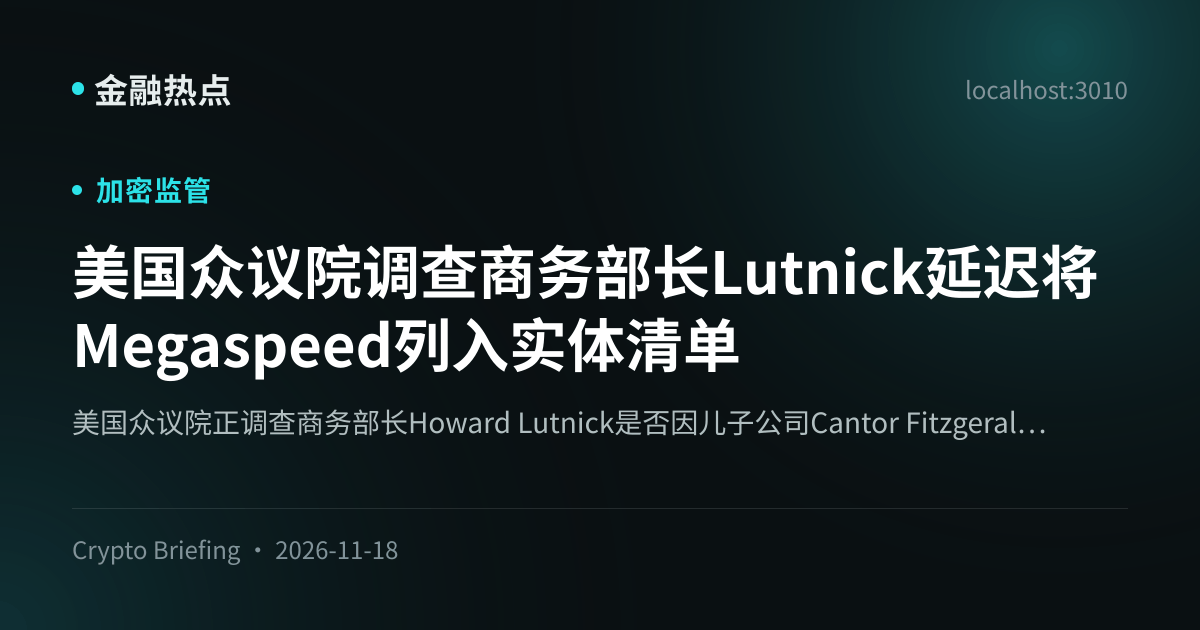 金融热点
localhost:3010
加密监管
美国众议院调查商务部长Lutnick延迟将
Megaspeed列入实体清单
美国众议院正调查商务部长Howard Lutnick是否因儿子公司Cantor Fitzgeral…
Crypto Briefing · 2026-11-18